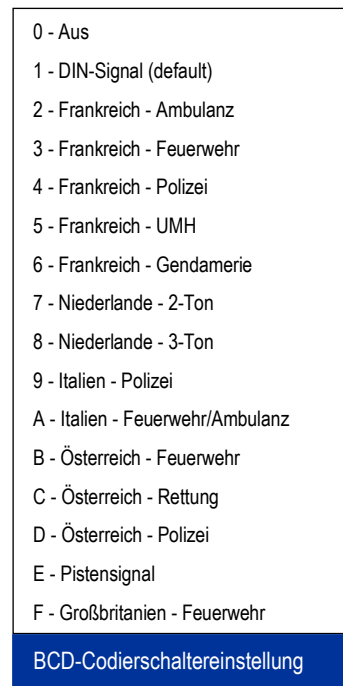 0 - Aus
1 - DIN-Signal (default)
2 - Frankreich - Ambulanz
3 - Frankreich - Feuerwehr
4 - Frankreich - Polizei
5 - Frankreich - UMH
6 - Frankreich - Gendamerie
7 - Niederlande - 2-Ton
8 - Niederlande - 3-Ton
9 - Italien - Polizei
A - Italien - Feuerwehr/Ambulanz
B - Österreich - Feuerwehr
C - Österreich - Rettung
D - Österreich - Polizei
E - Pistensignal
F - Großbritanien - Feuerwehr
BCD-Codierschaltereinstellung